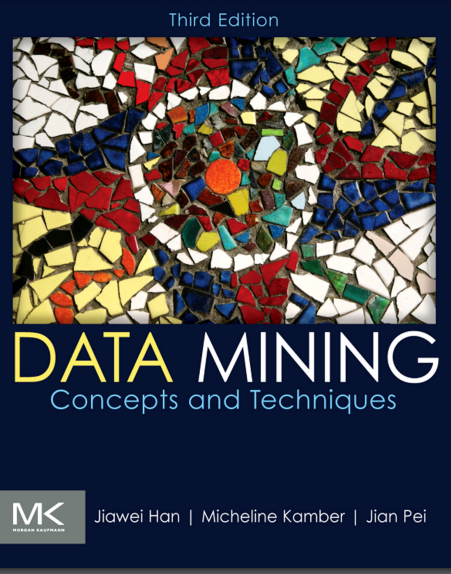 Third Edition
DATA MINING
Concepts and Techniques
MK
MORGAN KAUFMANN
Jiawei Han | Micheline Kamber | Jian Pei